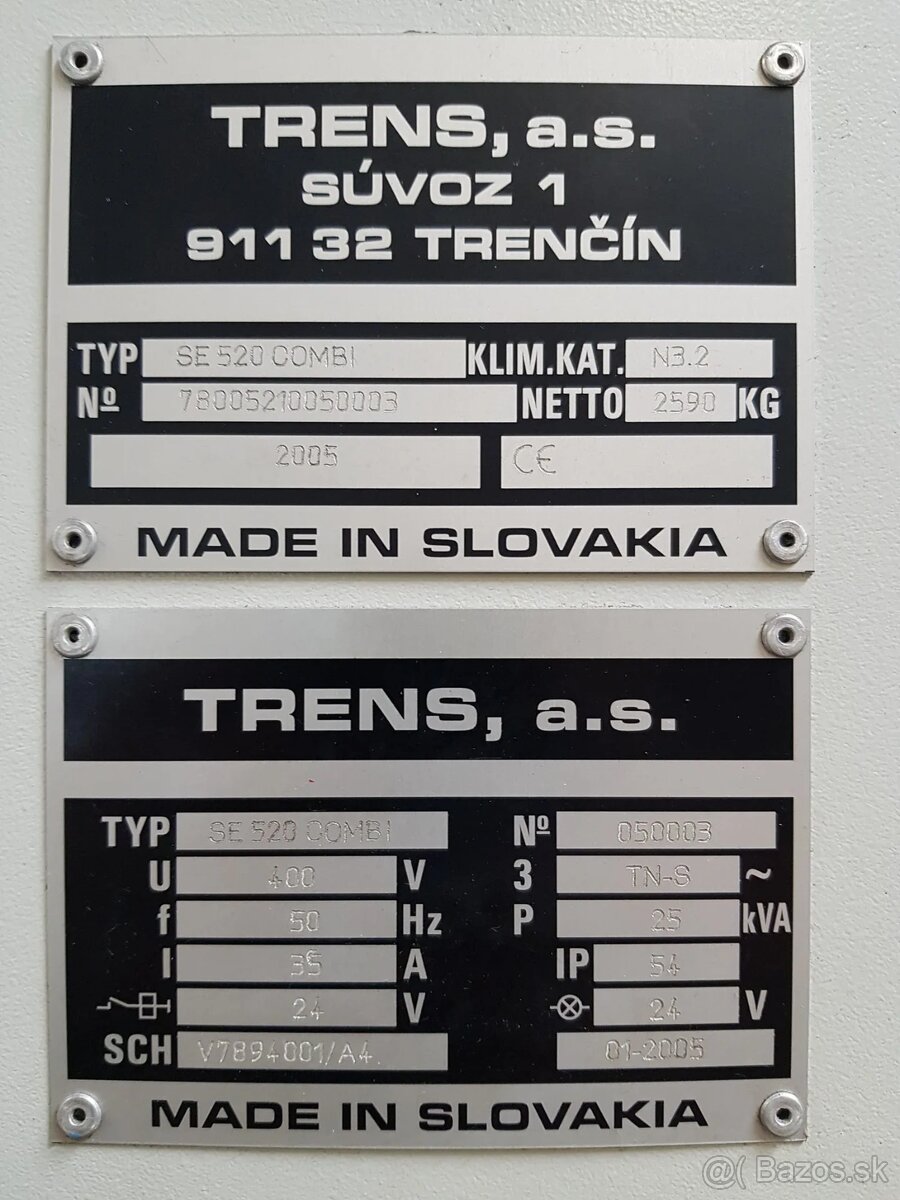 TRENS, a.s.
SÚVOZ 1
911 32 TRENČÍN
TYP SE 520 COMBI KLIM.KAT. N3.2
Nº 78005210050003 NETTO 2590 KG
2005 CE
MADE IN SLOVAKIA
TRENS, a.s.
TYP SE 520 COMBI Nº 050003
U 400 V 3 TN-S ~
f 50 Hz P 25 kVA
I 35 A IP 54
24 V 24 V
SCH V7894001/A4. 01-2005
MADE IN SLOVAKIA
@( Bazos.sk